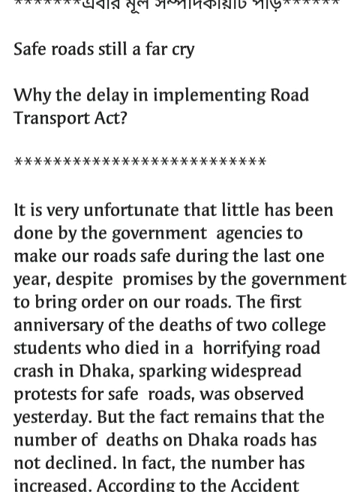 *******এবার মূল সম্পাদকীয়টি পড়ি******
Safe roads still a far cry
Why the delay in implementing Road
Transport Act?
**************************
It is very unfortunate that little has been
done by the government agencies to
make our roads safe during the last one
year, despite promises by the government
to bring order on our roads. The first
anniversary of the deaths of two college
students who died in a horrifying road
crash in Dhaka, sparking widespread
protests for safe roads, was observed
yesterday. But the fact remains that the
number of deaths on Dhaka roads has
not declined. In fact, the number has
increased. According to the Accident